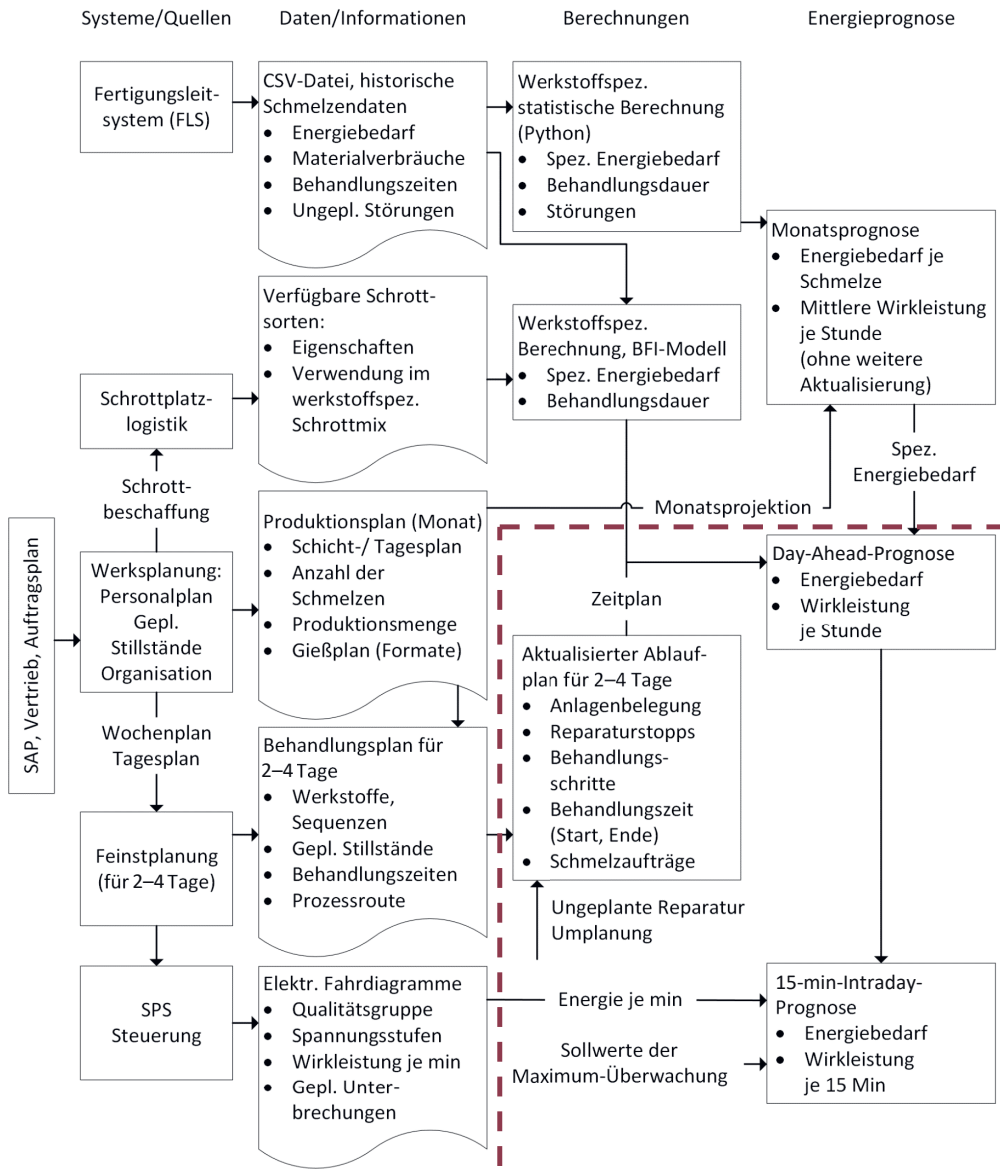 Systeme/Quellen
Daten/Informationen
Berechnungen
Energieprognose
Fertigungsleit-
system (FLS)
CSV-Datei, historische
Schmelzendaten
● Energiebedarf
● Materialverbräuche
● Behandlungszeiten
● Ungepl. Störungen
Werkstoffspez.
statistische Berechnung
(Python)
● Spez. Energiebedarf
● Behandlungsdauer
● Störungen
Monatsprognose
● Energiebedarf je
Schmelze
● Mittlere Wirkleistung
je Stunde
(ohne weitere
Aktualisierung)
Schrottplatz-
logistik
Verfügbare Schrott-
sorten:
● Eigenschaften
● Verwendung im
werkstoffspez.
Schrottmix
Werkstoffspez.
Berechnung, BFI-Modell
● Spez. Energiebedarf
● Behandlungsdauer
Spez.
Energiebedarf
Schrott-
beschaffung
SAP, Vertrieb, Auftragsplan
Werksplanung:
Personalplan
Gepl.
Stillstände
Organisation
Produktionsplan (Monat)
● Schicht-/ Tagesplan
● Anzahl der
Schmelzen
● Produktionsmenge
● Gießplan (Formate)
Monatsprojektion
Day-Ahead-Prognose
● Energiebedarf
● Wirkleistung
je Stunde
Zeitplan
Wochenplan
Tagesplan
Feinstplanung
(für 2–4 Tage)
Behandlungsplan für
2–4 Tage
● Werkstoffe,
Sequenzen
● Gepl. Stillstände
● Behandlungszeiten
● Prozessroute
Aktualisierter Ablauf-
plan für 2–4 Tage
● Anlagenbelegung
● Reparaturstopps
● Behandlungs-
schritte
● Behandlungszeit
(Start, Ende)
● Schmelzaufträge
Ungeplante Reparatur
Umplanung
SPS
Steuerung
Elektr. Fahrdiagramme
● Qualitätsgruppe
● Spannungsstufen
● Wirkleistung je min
● Gepl. Unter-
brechungen
Energie je min
Sollwerte der
Maximum-Überwachung
15-min-Intraday-
Prognose
● Energiebedarf
● Wirkleistung
je 15 Min